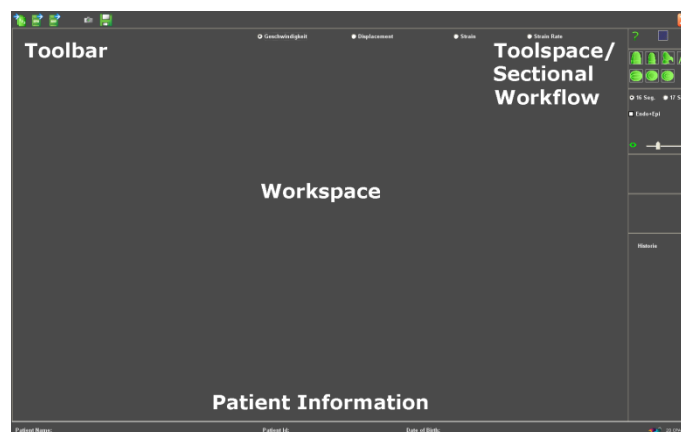 Geschwindigkeit Displacement Strain Strain Rate
?
Toolbar
Toolspace/
Sectional
Workflow
16 Seg. 17 S
Endo+Epi
Workspace
Historie
Patient Information
Patient Name: Patient Id: Date of Birth: